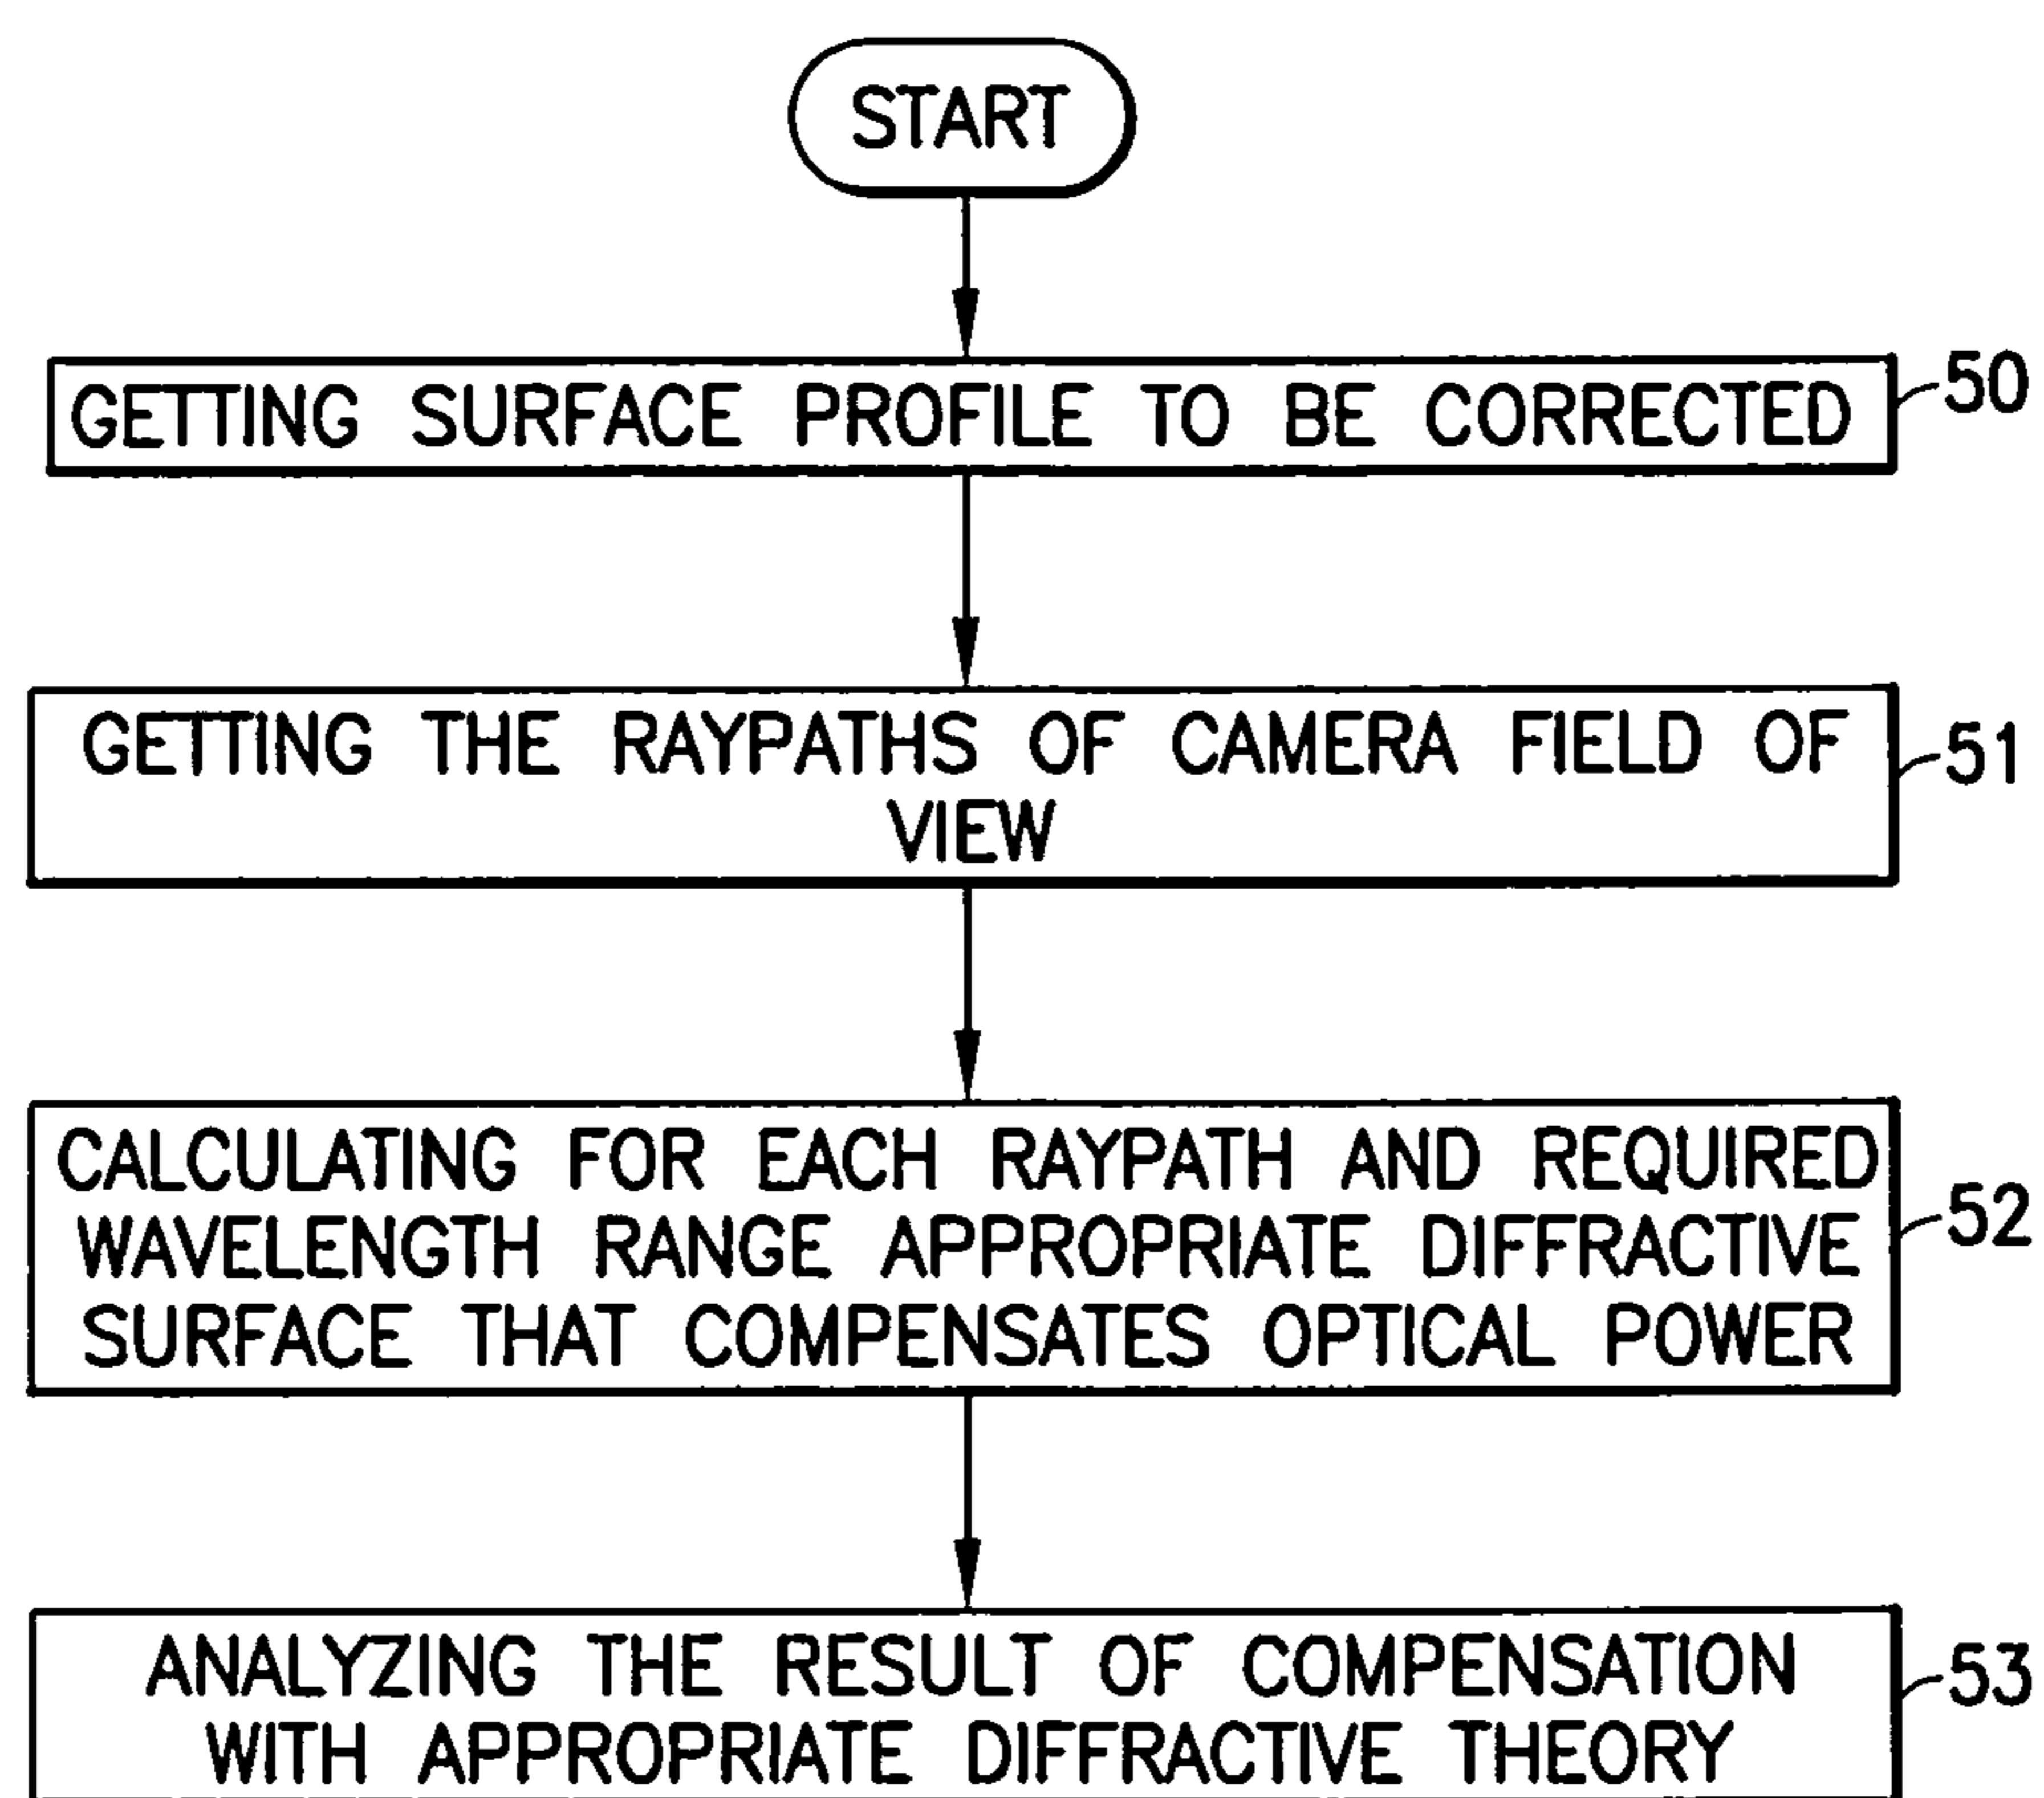 START
GETTING SURFACE PROFILE TO BE CORRECTED
50
GETTING THE RAYPATHS OF CAMERA FIELD OF
VIEW
51
CALCULATING FOR EACH RAYPATH AND REQUIRED
WAVELENGTH RANGE APPROPRIATE DIFFRACTIVE
SURFACE THAT COMPENSATES OPTICAL POWER
52
ANALYZING THE RESULT OF COMPENSATION
WITH APPROPRIATE DIFFRACTIVE THEORY
53